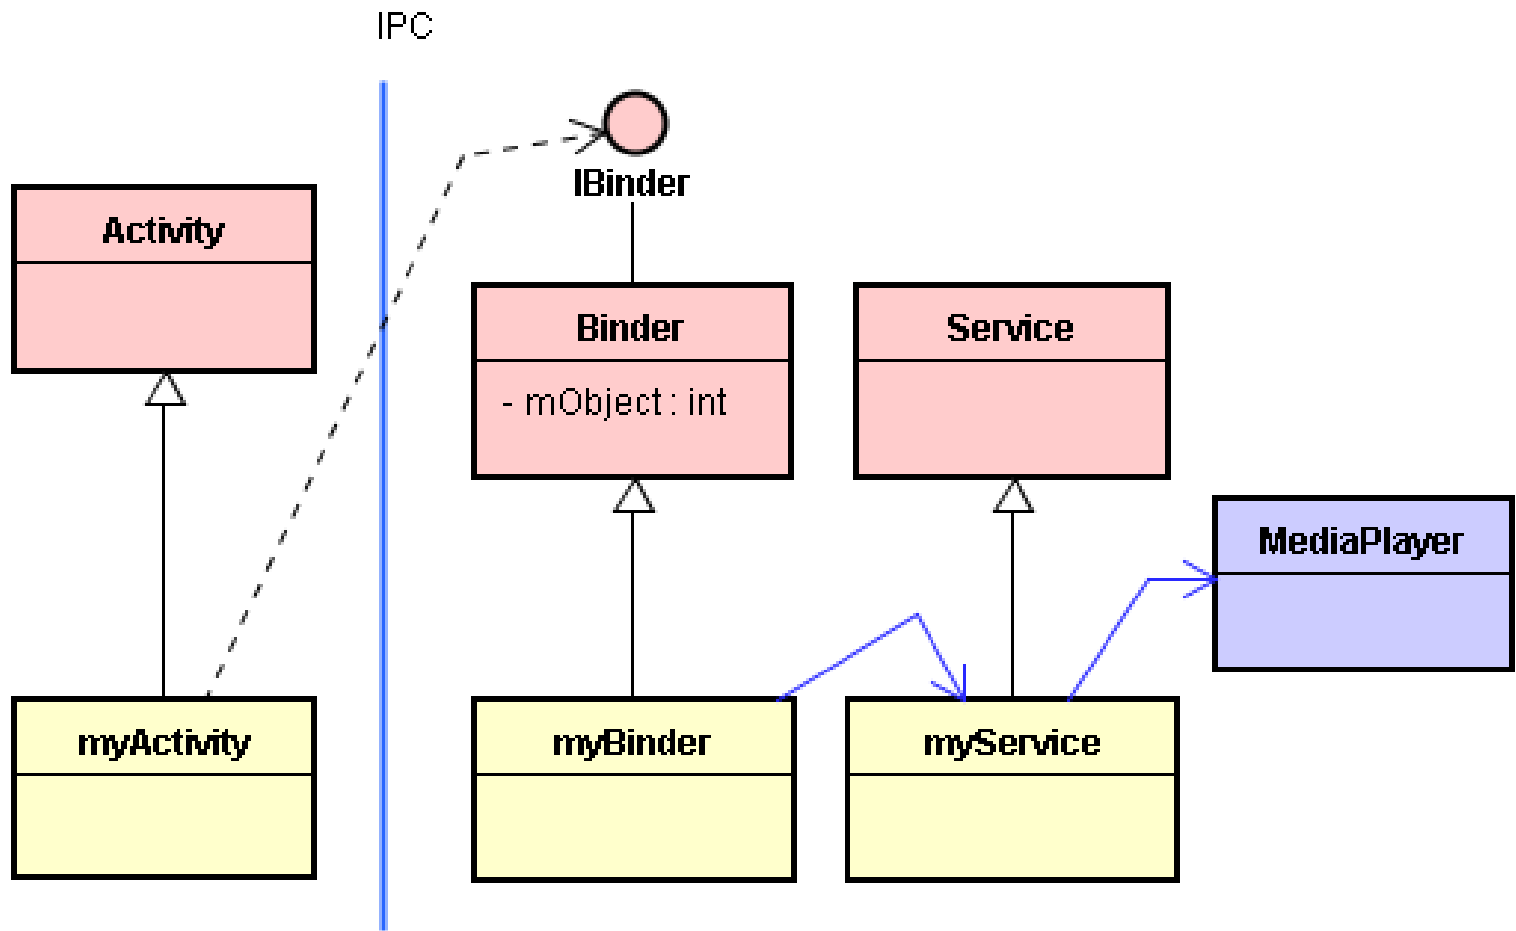 IPC
IBinder
Activity
Binder
- mObject : int
Service
MediaPlayer
myActivity
myBinder
myService